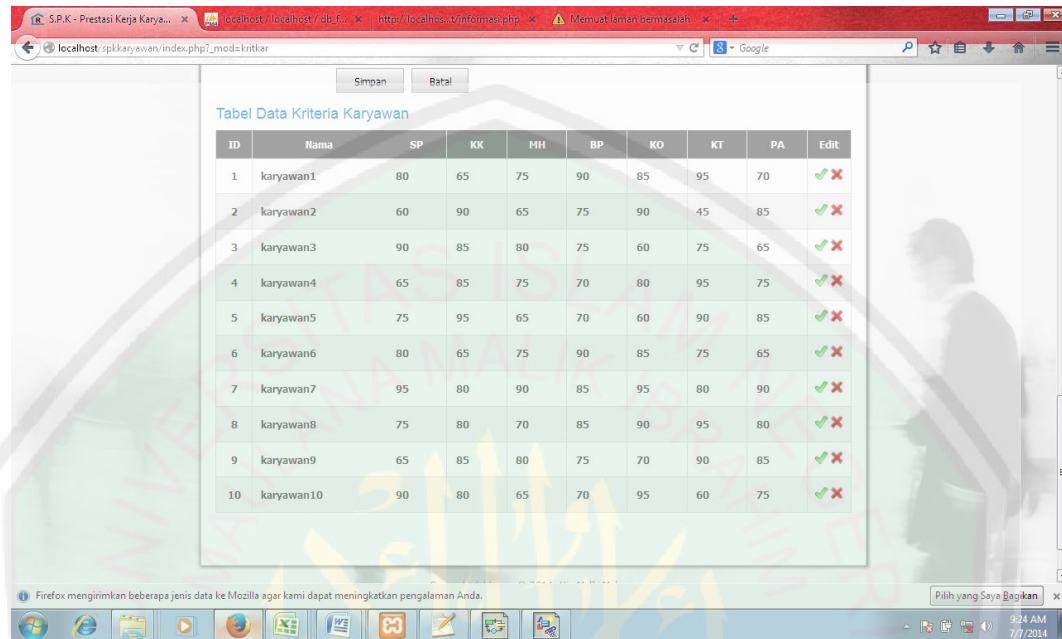 S.P.K - Prestasi Kerja Karya... × localhost / localhost / db_f... × http://localhos...t/informasi.php × Memuat laman bermasalah × +
localhost/spkkaryawan/index.php?_mod=kritkar Google
Simpan Batal
Tabel Data Kriteria Karyawan
ID Nama SP KK MH BP KO KT PA Edit
1 karyawan1 80 65 75 90 85 95 70
2 karyawan2 60 90 65 75 90 45 85
3 karyawan3 90 85 80 75 60 75 65
4 karyawan4 65 85 75 70 80 95 75
5 karyawan5 75 95 65 70 60 90 85
6 karyawan6 80 65 75 90 85 75 65
7 karyawan7 95 80 90 85 95 80 90
8 karyawan8 75 80 70 85 90 95 80
9 karyawan9 65 85 80 75 70 90 85
10 karyawan10 90 80 65 70 95 60 75
Firefox mengirimkan beberapa jenis data ke Mozilla agar kami dapat meningkatkan pengalaman Anda. Pilih yang Saya Bagikan ×
9:24 AM
7/7/2014